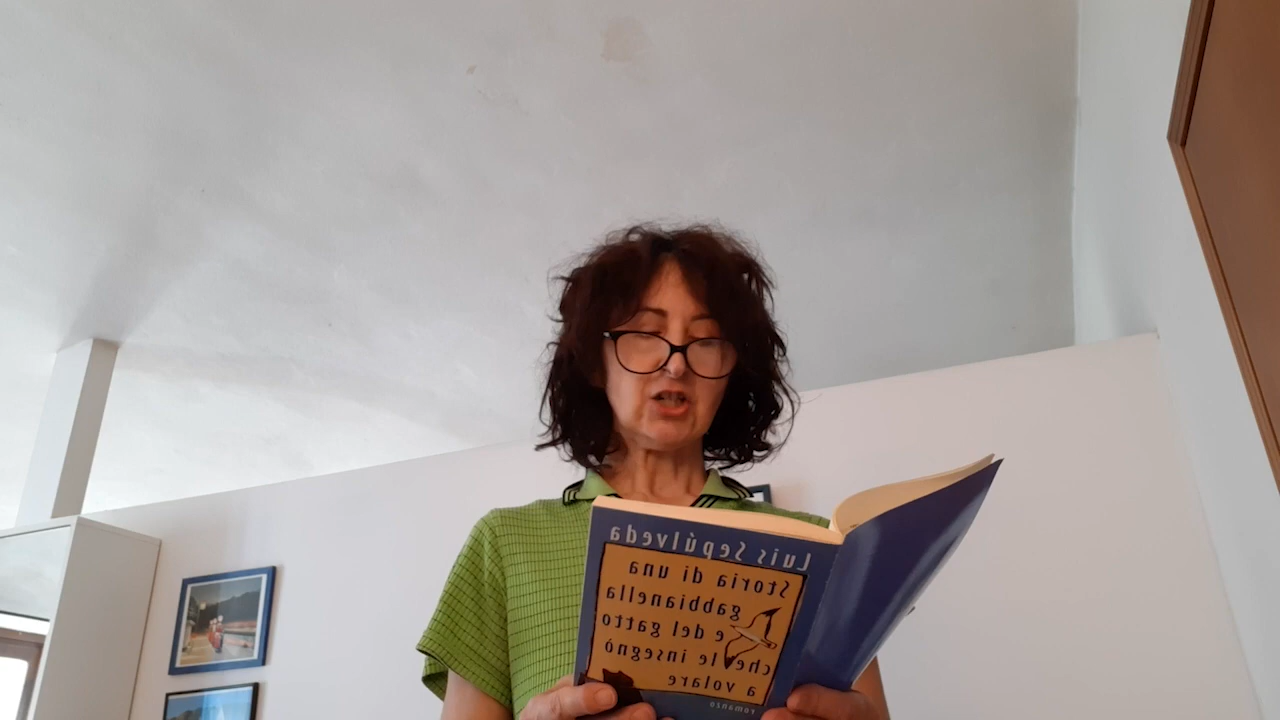 Luis Sepúlveda
Storia di una
gabbianella
e del gatto
che le insegnò
a volare
romanzo